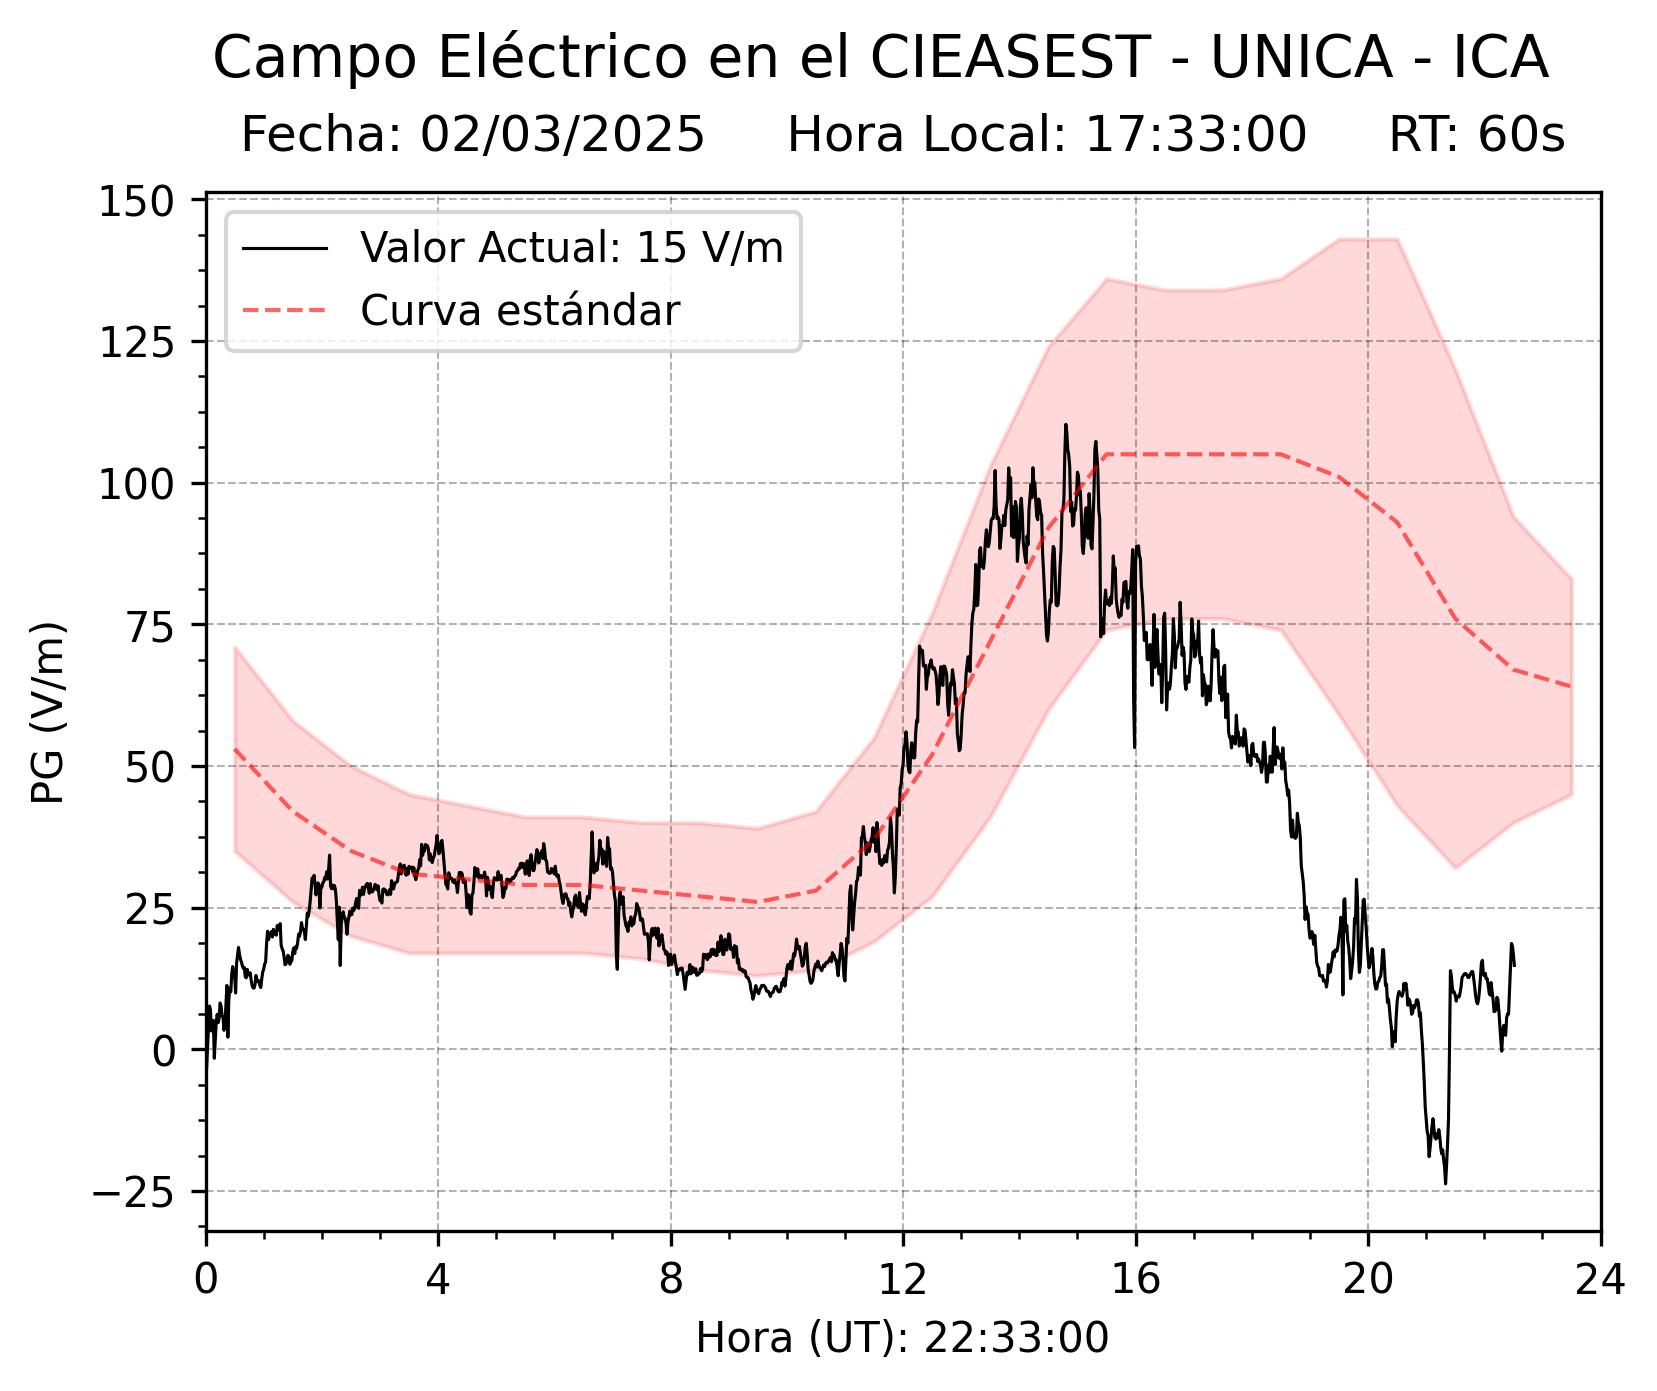 Campo Eléctrico en el CIEASEST - UNICA - ICA
Fecha: 02/03/2025 Hora Local: 17:33:00 RT: 60s
Valor Actual: 15 V/m
Curva estándar
PG (V/m)
150
125
100
75
50
25
0
−25
0 4 8 12 16 20 24
Hora (UT): 22:33:00